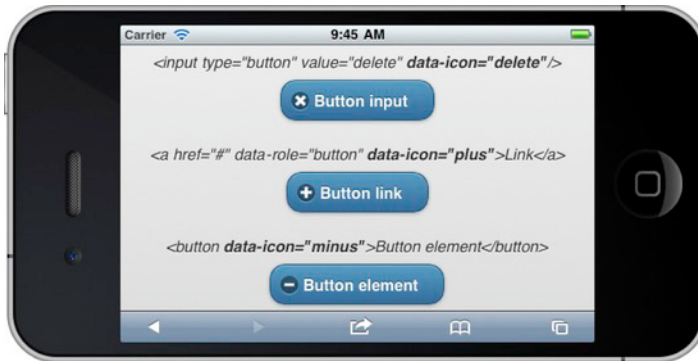 Carrier 9:45 AM
<input type="button" value="delete" data-icon="delete"/>
Button input
<a href="#" data-role="button" data-icon="plus">Link</a>
Button link
<button data-icon="minus">Button element</button>
Button element